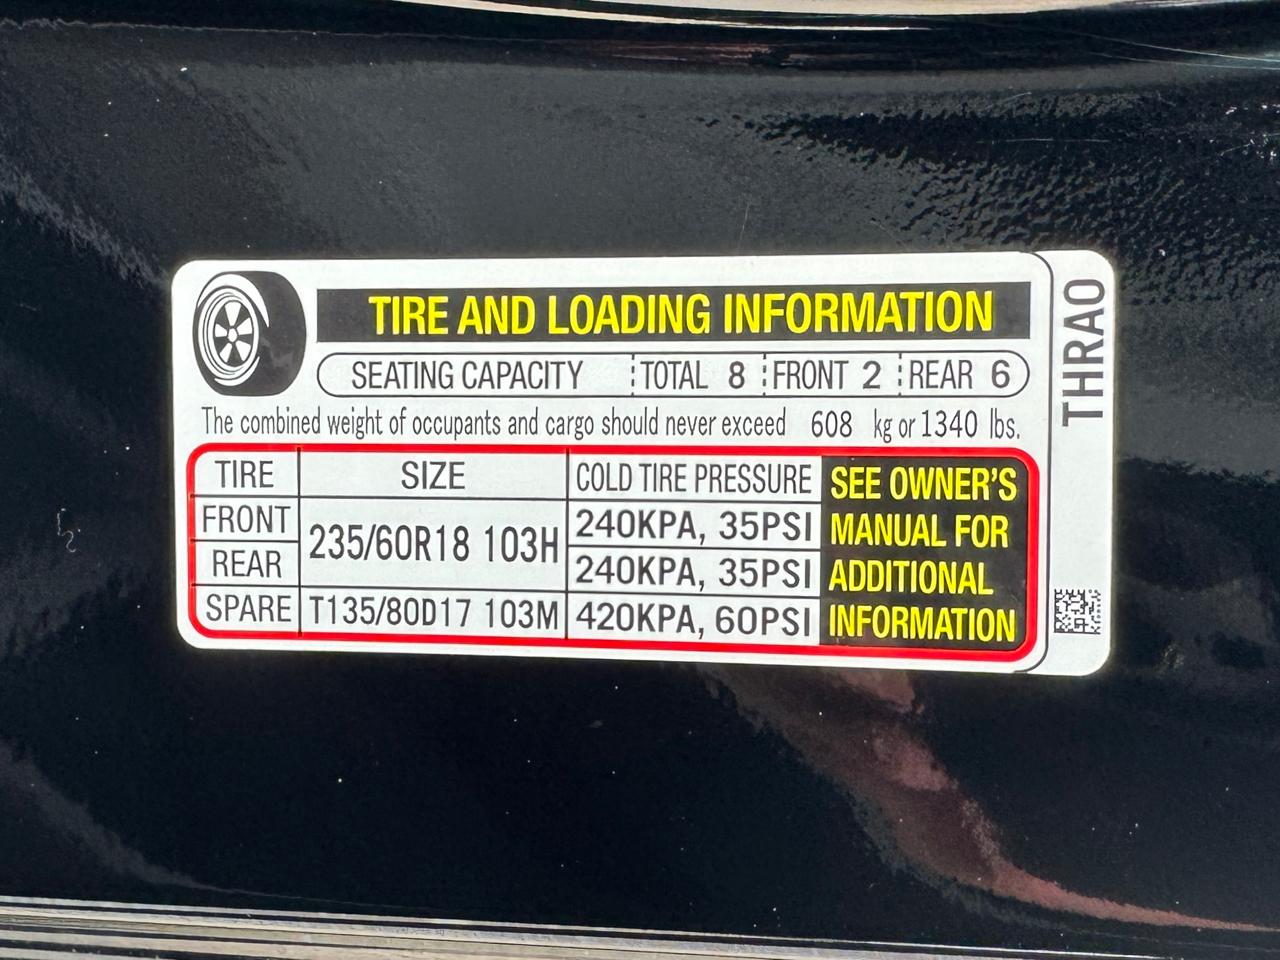 TIRE AND LOADING INFORMATION
SEATING CAPACITY TOTAL 8 FRONT 2 REAR 6
The combined weight of occupants and cargo should never exceed 608 kg or 1340 lbs.
TIRE SIZE COLD TIRE PRESSURE
FRONT 235/60R18 103H 240KPA, 35PSI
REAR 240KPA, 35PSI
SPARE T135/80D17 103M 420KPA, 60PSI
SEE OWNER'S
MANUAL FOR
ADDITIONAL
INFORMATION
THRAO